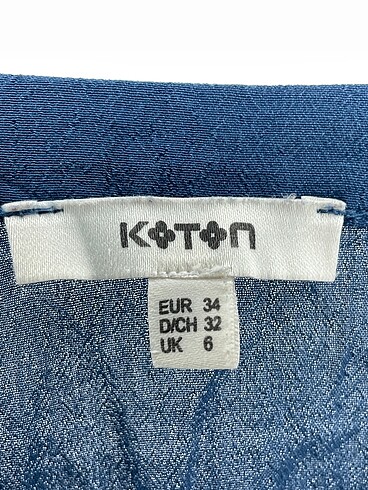 KOTON
EUR 34
D/CH 32
UK 6